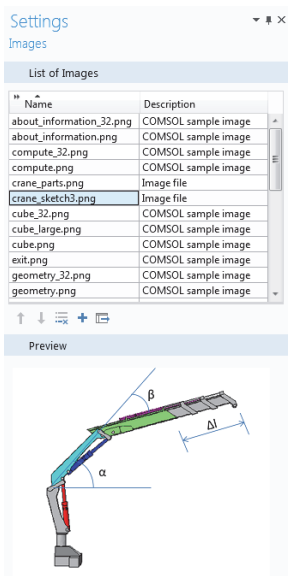 Settings
Images
List of Images
Name Description
about_information_32.png COMSOL sample image
about_information.png COMSOL sample image
compute_32.png COMSOL sample image
compute.png COMSOL sample image
crane_parts.png Image file
crane_sketch3.png Image file
cube_32.png COMSOL sample image
cube_large.png COMSOL sample image
cube.png COMSOL sample image
exit.png COMSOL sample image
geometry_32.png COMSOL sample image
geometry.png COMSOL sample image
Preview
β
Δl
α